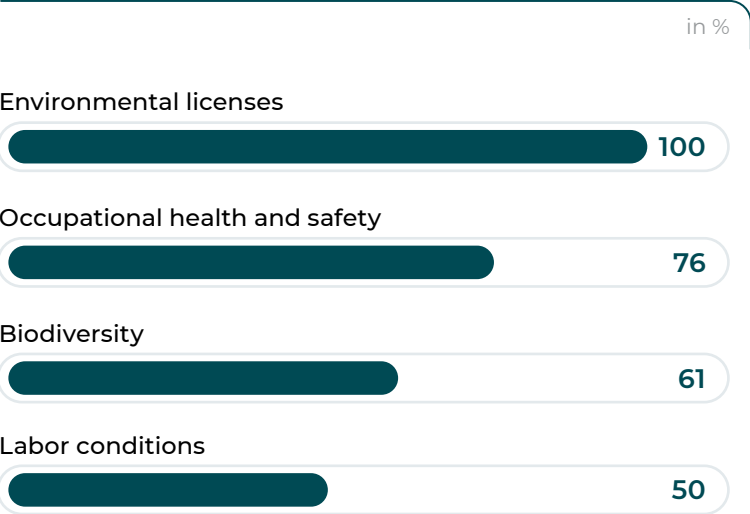 in %
Environmental licenses
100
Occupational health and safety
76
Biodiversity
61
Labor conditions
50